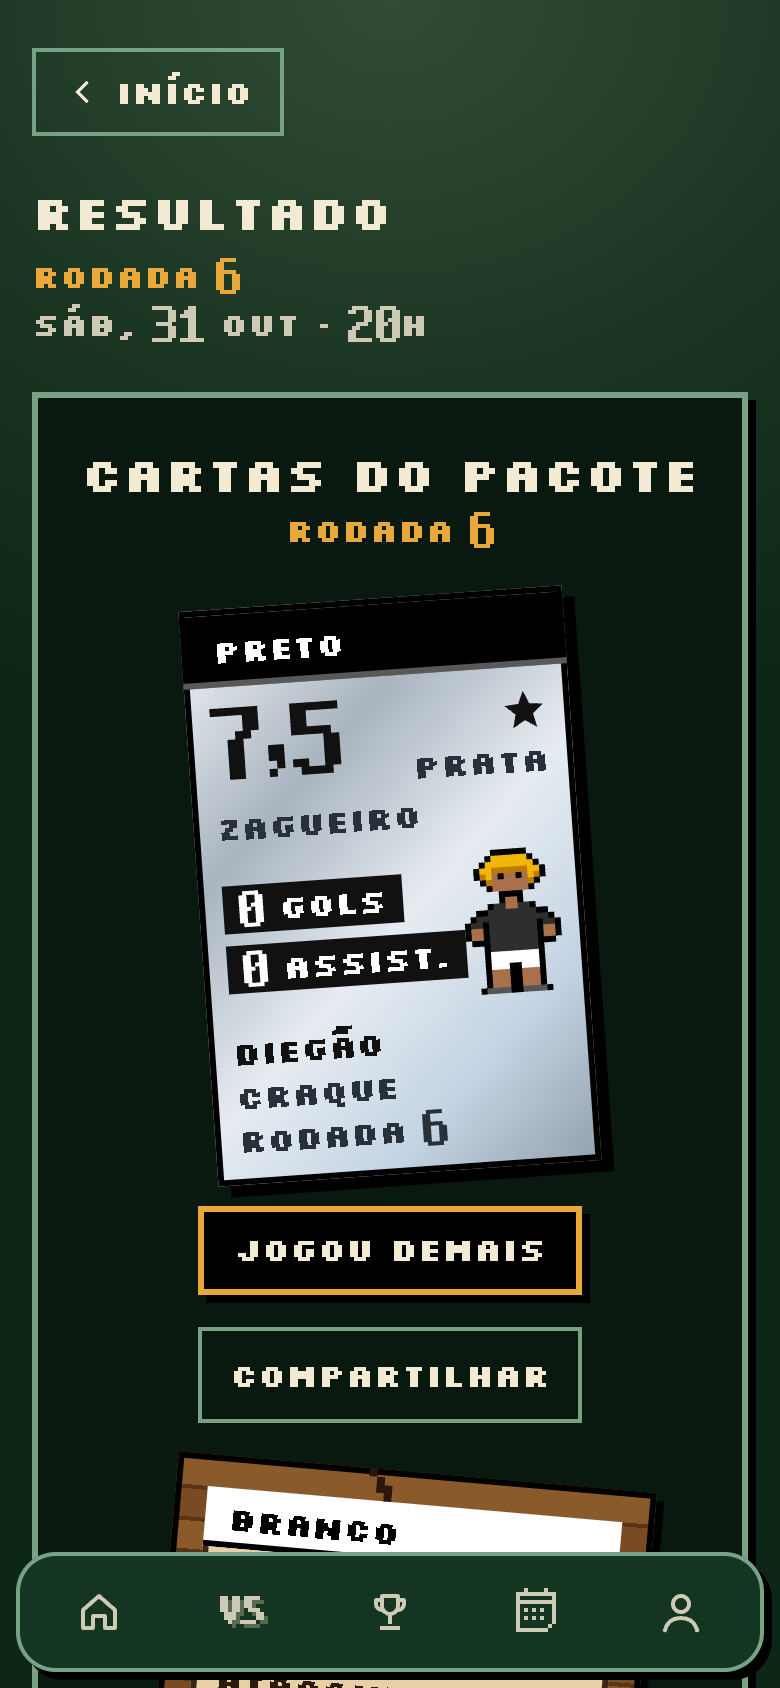 INÍCIO
RESULTADO
RODADA 6
SÁB, 31 OUT · 20H
CARTAS DO PACOTE
RODADA 6
PRETO
7,5
PRATA
ZAGUEIRO
0 GOLS
0 ASSIST.
DIEGÃO
CRAQUE
RODADA 6
JOGOU DEMAIS
COMPARTILHAR
BRANCO
VS